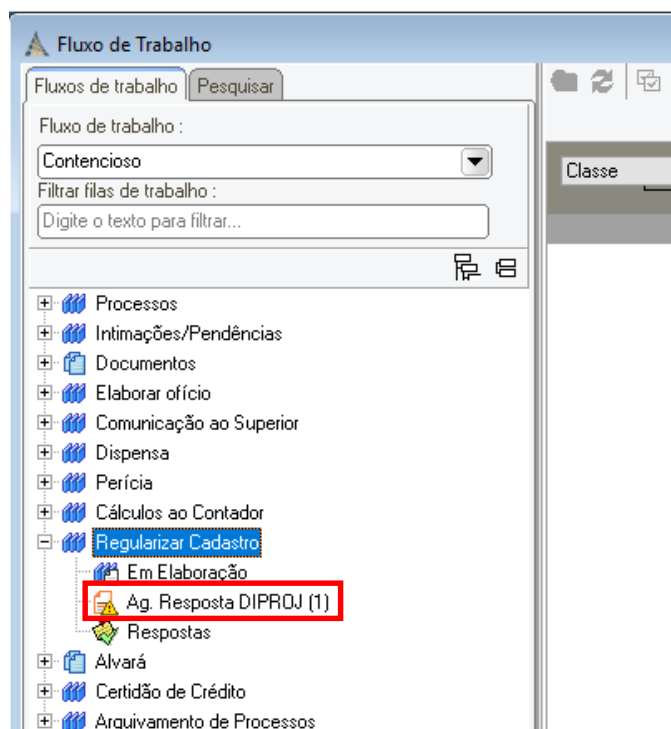 Fluxo de Trabalho
Fluxos de trabalho Pesquisar
Fluxo de trabalho :
Contencioso
Classe
Filtrar filas de trabalho :
Digite o texto para filtrar...
Processos
Intimações/Pendências
Documentos
Elaborar ofício
Comunicação ao Superior
Dispensa
Perícia
Cálculos ao Contador
Regularizar Cadastro
Em Elaboração
Ag. Resposta DIPROJ (1)
Respostas
Alvará
Certidão de Crédito
Arquivamento de Processos